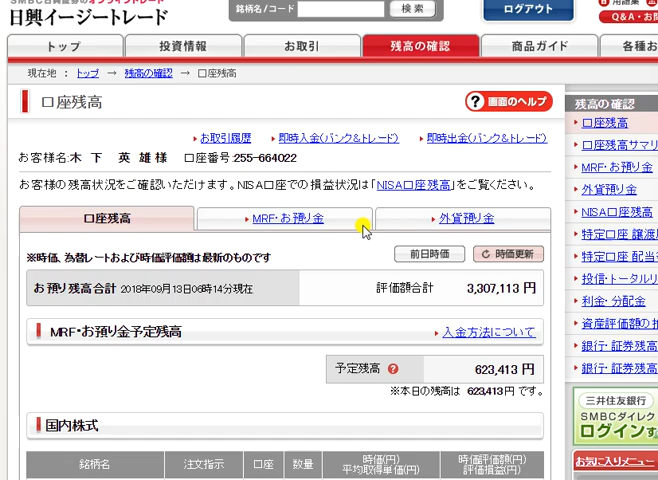 SMBC日興証券のオンライントレード
日興イージートレード
銘柄名/コード
検 索
ログアウト
用語集
Q&A・お問
トップ
投資情報
お取引
残高の確認
商品ガイド
各種お
現在地 ： トップ → 残高の確認 → 口座残高
口座残高
? 画面のヘルプ
お取引履歴
即時入金(バンク&トレード)
即時出金(バンク&トレード)
お客様名:木 下 英 雄 様 口座番号:255-664022
お客様の残高状況をご確認いただけます。NISA口座での損益状況は「NISA口座残高」をご覧ください。
口座残高
MRF・お預り金
外貨預り金
※時価、為替レートおよび時価評価額は最新のものです
前日時価
時価更新
お預り残高合計 2018年09月13日06時14分現在
評価額合計 3,307,113 円
MRF・お預り金予定残高
入金方法について
予定残高 ? 623,413 円
※本日の残高は 623,413円 です。
国内株式
銘柄名
注文指示
口座
数量
時価(円)
平均取得単価(円)
時価評価額(円)
評価損益(円)
残高の確認
口座残高
口座残高サマリ
MRF・お預り金
外貨預り金
NISA口座残高
特定口座 譲渡
特定口座 配当
投信・トータルリ
利金・分配金
資産評価額の推
銀行・証券残高
銀行・証券残高
三井住友銀行
SMBCダイレク
ログインす
お気に入りメニュー